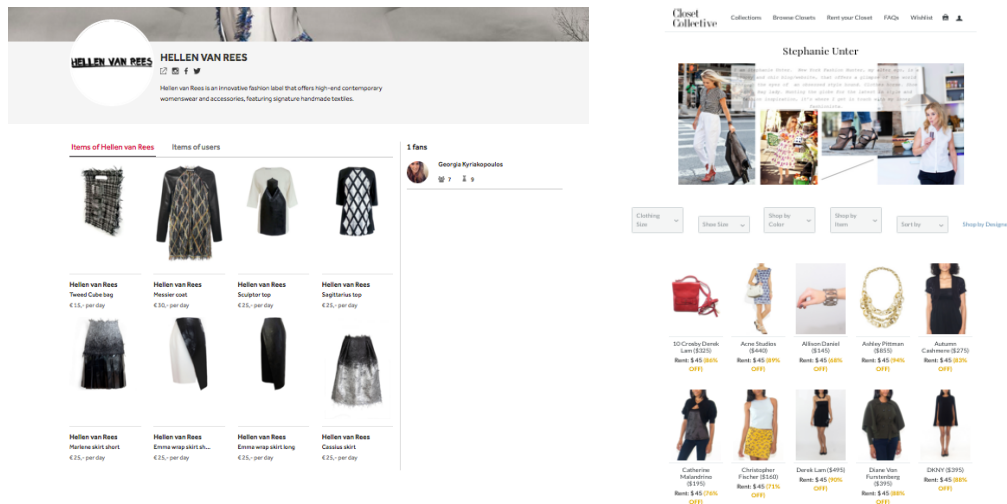 HELLEN VAN REES
HELLEN VAN REES
Hellen van Rees is an innovative fashion label that offers high-end contemporary
womenswear and accessories, featuring signature handmade textiles.
Items of Hellen van Rees
Items of users
1 fans
Georgia Kyriakopoulos
7
9
Hellen van Rees
Tweed Cube bag
€15,- per day
Hellen van Rees
Messier coat
€30,- per day
Hellen van Rees
Sculptor top
€25,- per day
Hellen van Rees
Sagittarius top
€25,- per day
Hellen van Rees
Marlene skirt short
€25,- per day
Hellen van Rees
Emma wrap skirt sh...
€25,- per day
Hellen van Rees
Emma wrap skirt long
€25,- per day
Hellen van Rees
Cassius skirt
€25,- per day
Closet
Collective
Collections
Browse Closets
Rent your Closet
FAQs
Wishlist
Stephanie Unter
Clothing
Size
Shoe Size
Shop by
Color
Shop by
Item
Sort by
Shop by Designe
10 Crosby Derek
Lam ($325)
Rent: $45 (86%
OFF)
Acne Studios
($440)
Rent: $45 (89%
OFF)
Allison Daniel
($145)
Rent: $45 (68%
OFF)
Ashley Pittman
($855)
Rent: $45 (94%
OFF)
Autumn
Cashmere ($275)
Rent: $45 (83%
OFF)
Catherine
Malandrina
($195)
Rent: $45 (76%
OFF)
Christopher
Fischer ($160)
Rent: $45 (71%
OFF)
Derek Lam ($495)
Rent: $45 (90%
OFF)
Diane Von
Furstenberg
($395)
Rent: $45 (88%
OFF)
DKNY ($395)
Rent: $45 (88%
OFF)